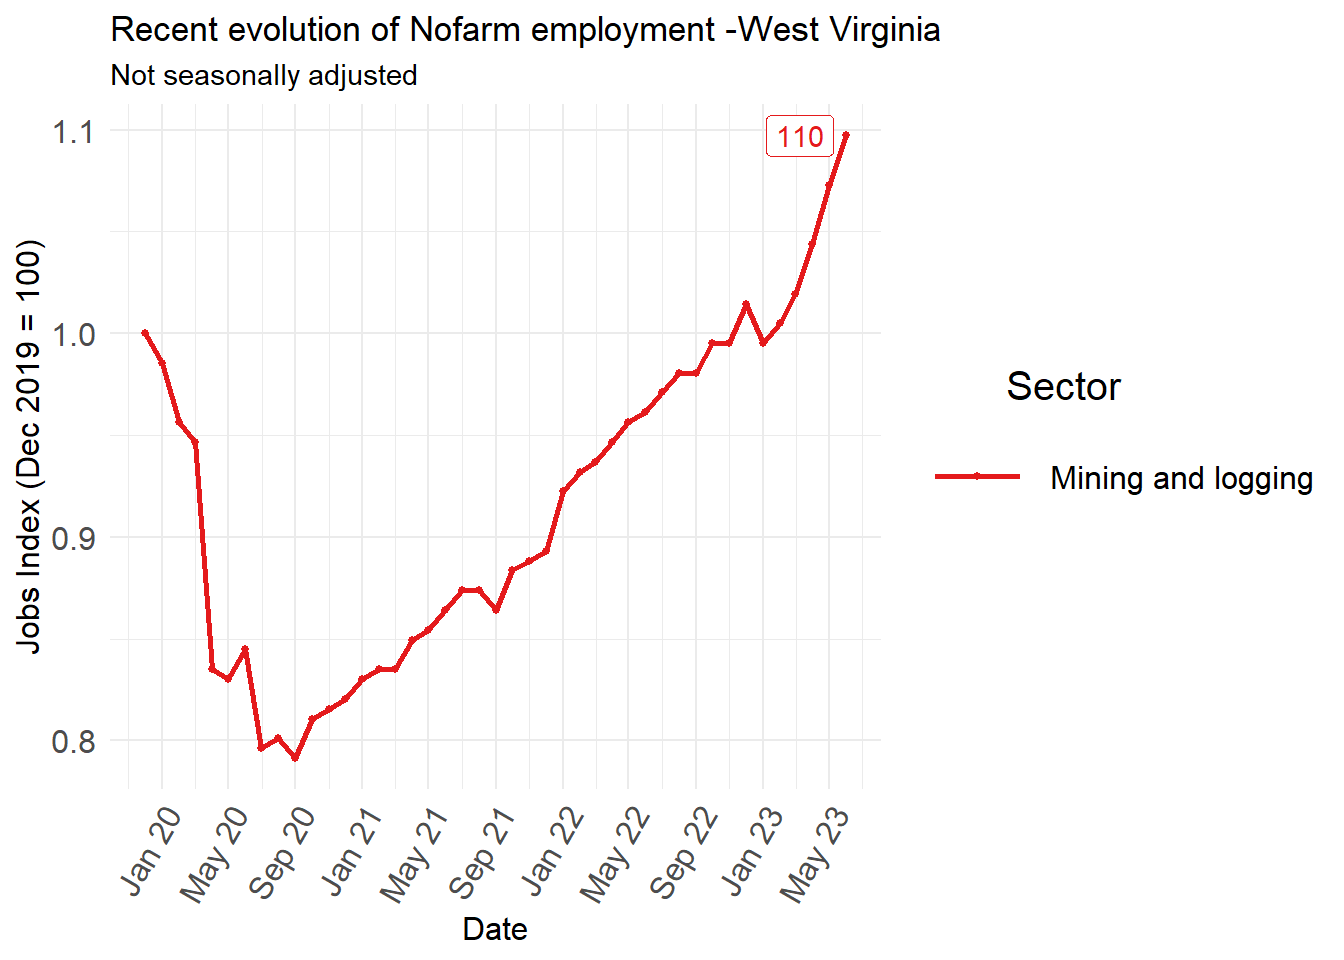 Recent evolution of Nofarm employment -West Virginia
Not seasonally adjusted
Jobs Index (Dec 2019 = 100)
1.1
1.0
0.9
0.8
110
Jan 20
May 20
Sep 20
Jan 21
May 21
Sep 21
Jan 22
May 22
Sep 22
Jan 23
May 23
Date
Sector
Mining and logging